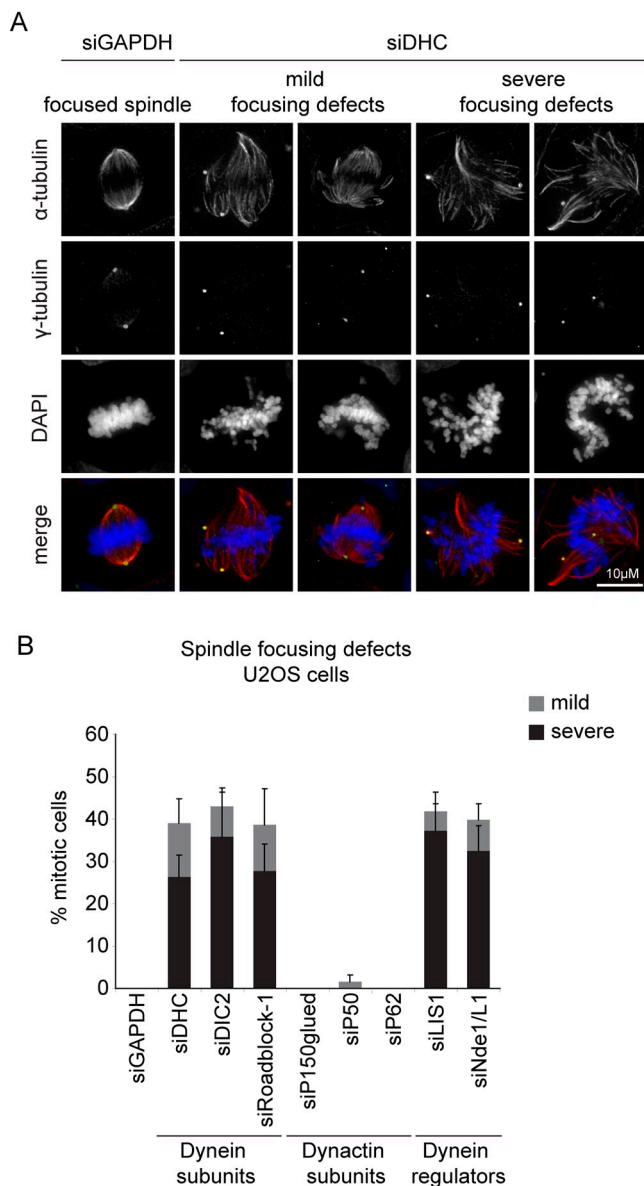 A
siGAPDH
siDHC
focused spindle
mild
focusing defects
severe
focusing defects
α-tubulin
γ-tubulin
DAPI
merge
10µM
B
Spindle focusing defects
U2OS cells
mild
severe
% mitotic cells
60
50
40
30
20
10
0
siGAPDH
siDHC
siDIC2
siRoadblock-1
siP150glued
siP50
siP62
siLIS1
siNde1/L1
Dynein
subunits
Dynactin
subunits
Dynein
regulators